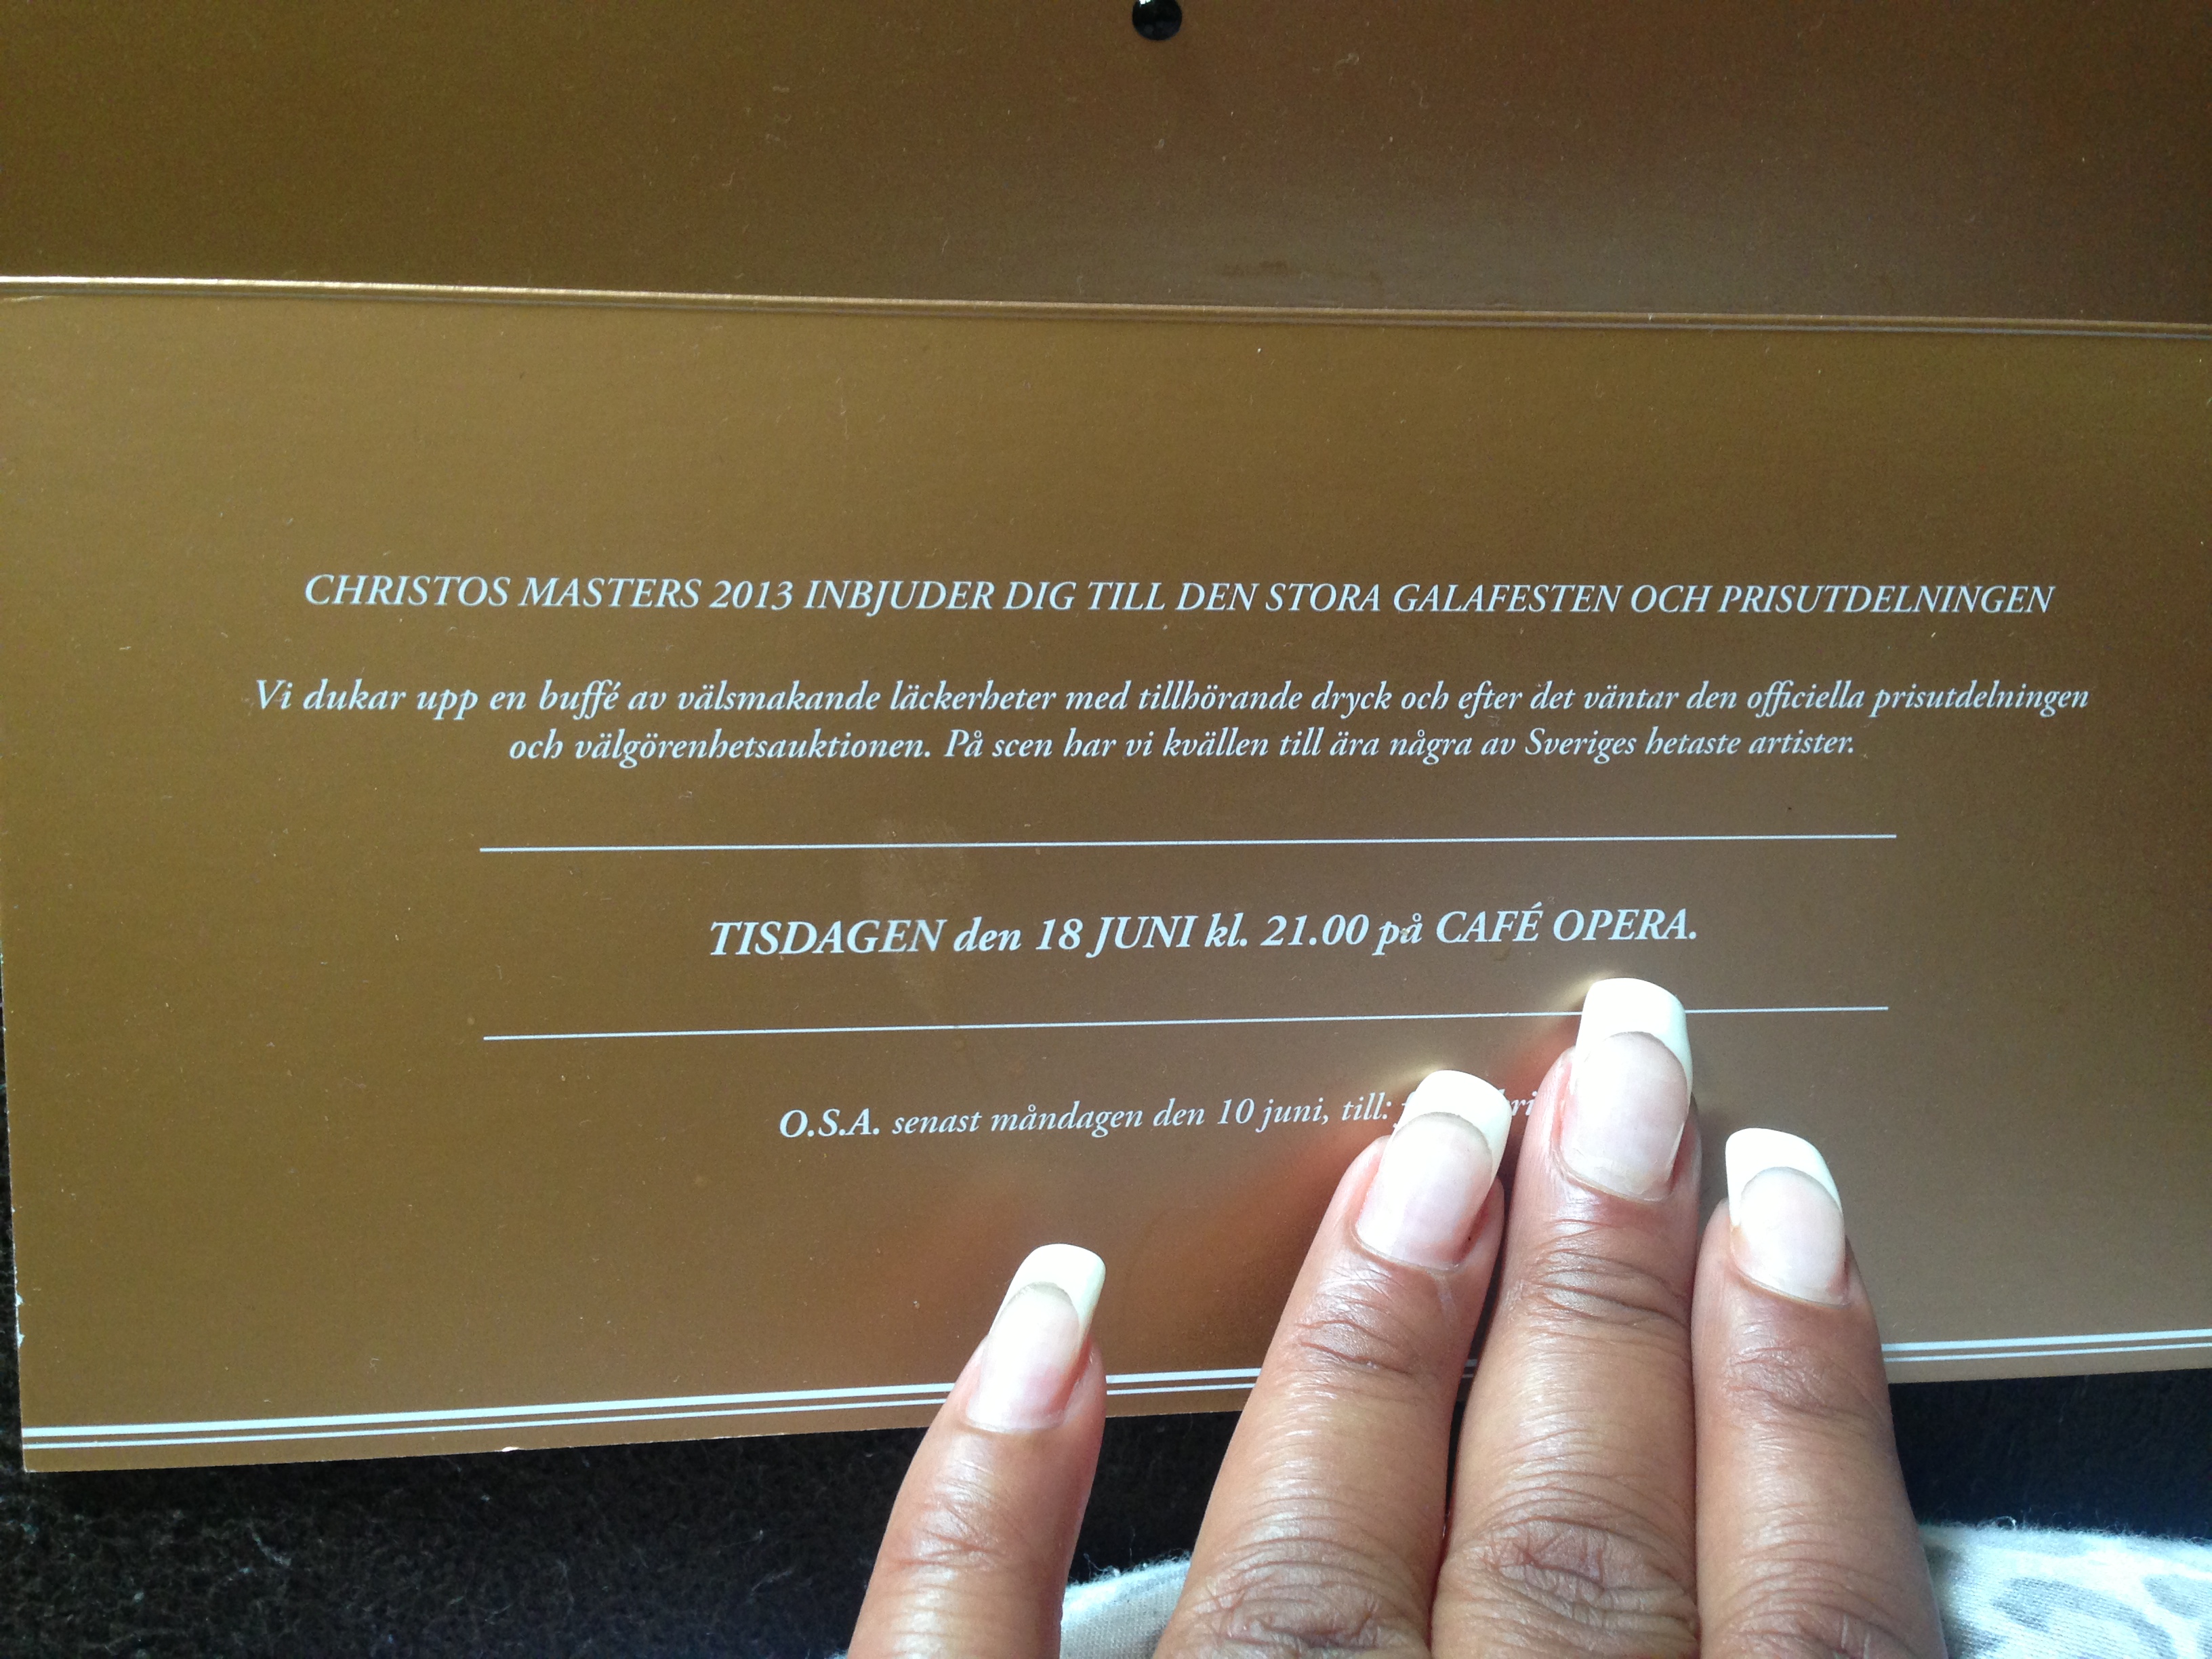 CHRISTOS MASTERS 2013 INBJUDER DIG TILL DEN STORA GALAFESTEN OCH PRISUTDELNINGEN
Vi dukar upp en buffé av välsmakande läckerheter med tillhörande dryck och efter det väntar den officiella prisutdelningen
och välgörenhetsauktionen. På scen har vi kvällen till ära några av Sveriges hetaste artister.
TISDAGEN den 18 JUNI kl. 21.00 på CAFÉ OPERA.
O.S.A. senast måndagen den 10 juni, till: